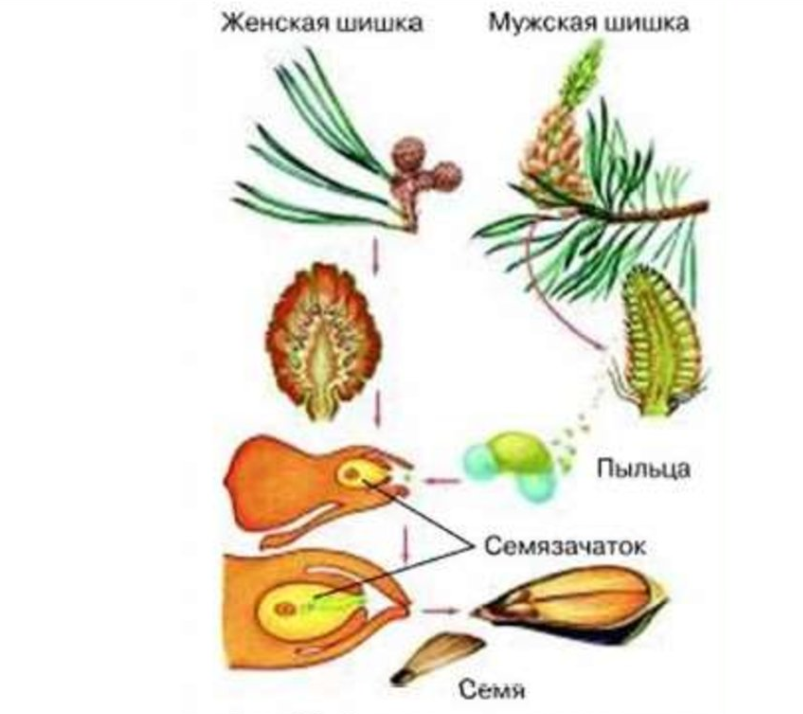 Женская шишка
Мужская шишка
Пыльца
Семязачаток
Семя